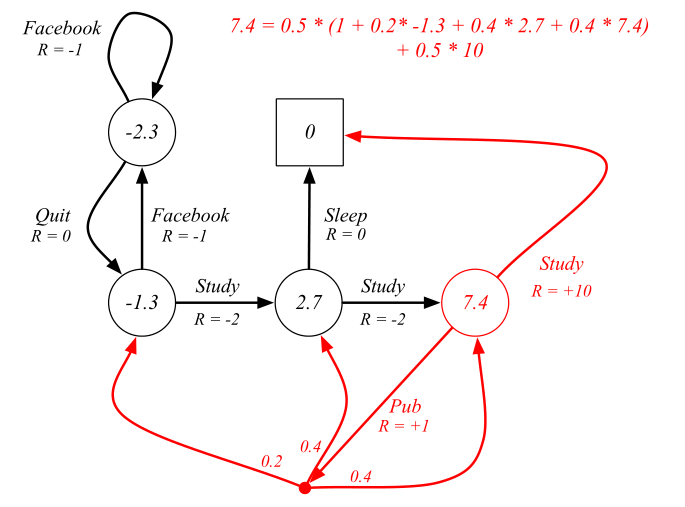 Facebook
R = -1
7.4 = 0.5 * (1 + 0.2* -1.3 + 0.4 * 2.7 + 0.4 * 7.4)
+ 0.5 * 10
-2.3
0
Quit
R = 0
Facebook
R = -1
Sleep
R = 0
Study
R = +10
-1.3
Study
R = -2
2.7
Study
R = -2
7.4
Pub
R = +1
0.2
0.4
0.4